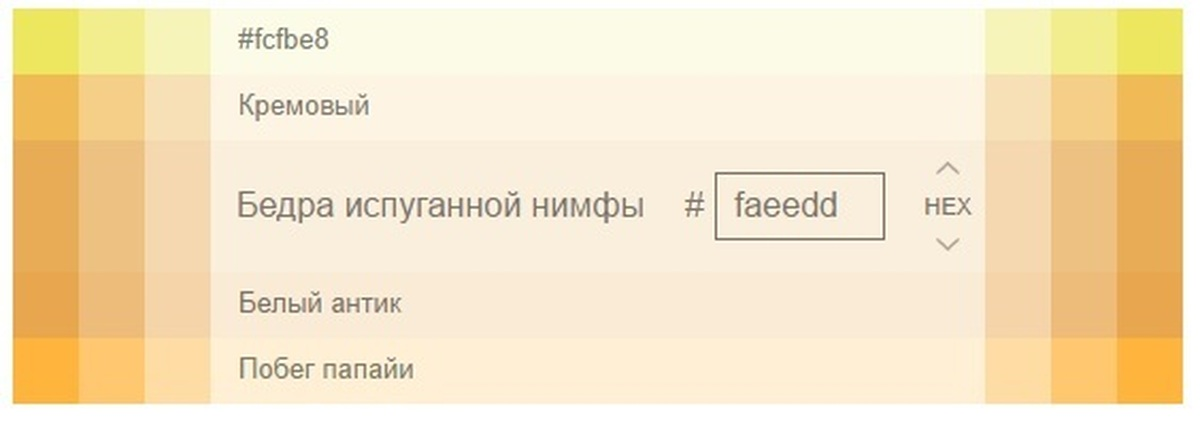 #fcfbe8
Кремовый
Бедра испуганной нимфы # faeedd HEX
Белый антик
Побег папайи